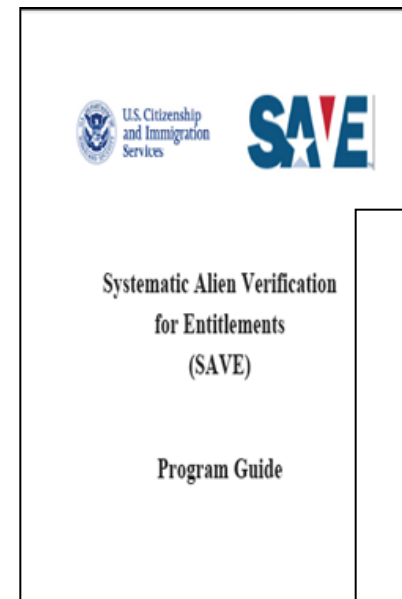 U.S. Citizenship
and Immigration
Services
SAVE
Systematic Alien Verification
for Entitlements
(SAVE)
Program Guide